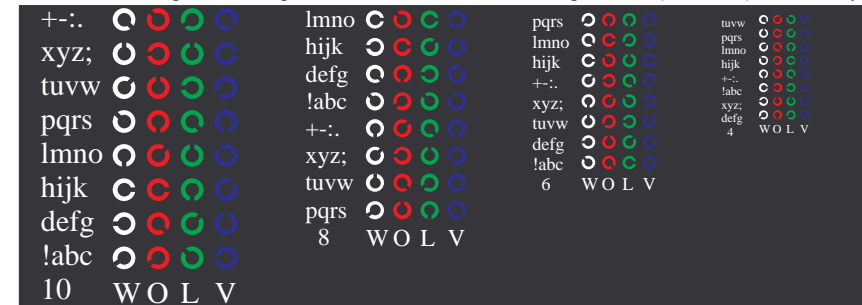 +-:.
xyz;
tuvw
pqrs
lmno
hijk
defg
!abc
10 W O L V
lmno
hijk
defg
!abc
+-:.
xyz;
tuvw
pqrs
8 W O L V
pqrs
lmno
hijk
+-:.
xyz;
tuvw
defg
!abc
6 W O L V
tuvw
pqrs
lmno
hijk
+-:.
!abc
xyz;
defg
4 W O L V